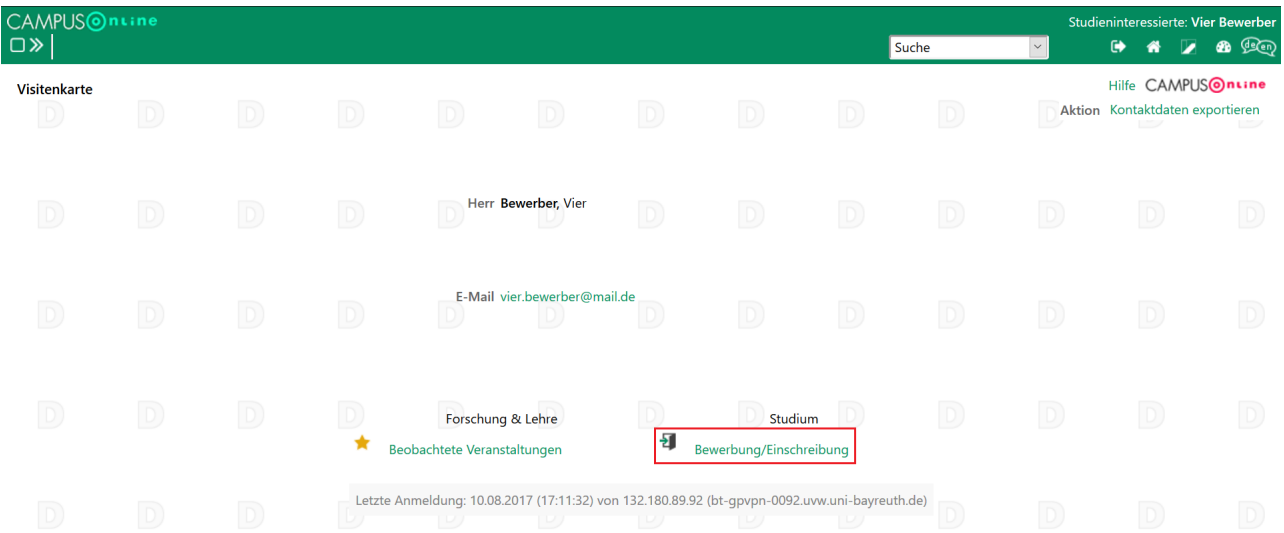 CAMPUSOnline
Studieninteressierte: Vier Bewerber
Suche
de en
Visitenkarte
Hilfe CAMPUSOnline
Aktion Kontaktdaten exportieren
Herr Bewerber, Vier
E-Mail vier.bewerber@mail.de
Forschung & Lehre
Studium
Beobachtete Veranstaltungen
Bewerbung/Einschreibung
Letzte Anmeldung: 10.08.2017 (17:11:32) von 132.180.89.92 (bt-gpvpn-0092.uvw.uni-bayreuth.de)